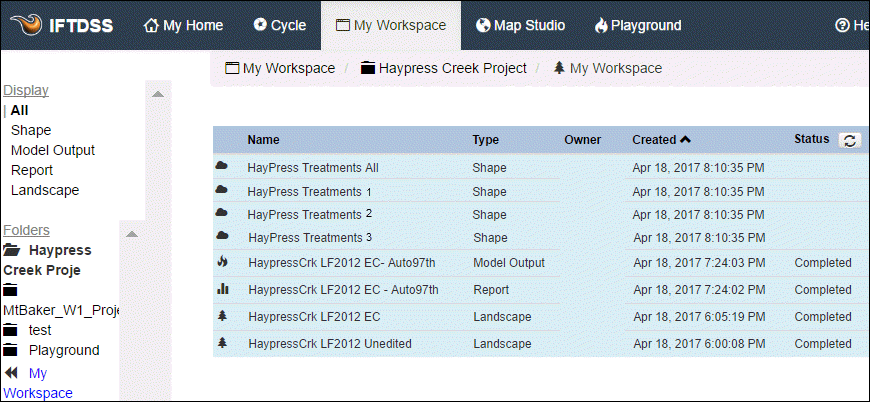 IFTDSS My Home Cycle My Workspace Map Studio Playground He
My Workspace / Haypress Creek Project / My Workspace
Display
All
Shape
Model Output
Report
Landscape
Folders
Haypress
Creek Proje
MtBaker_W1_Proje
test
Playground
My
Workspace
Name Type Owner Created Status
HayPress Treatments All Shape Apr 18, 2017 8:10:35 PM
HayPress Treatments 1 Shape Apr 18, 2017 8:10:35 PM
HayPress Treatments 2 Shape Apr 18, 2017 8:10:35 PM
HayPress Treatments 3 Shape Apr 18, 2017 8:10:35 PM
HaypressCrk LF2012 EC- Auto97th Model Output Apr 18, 2017 7:24:03 PM Completed
HaypressCrk LF2012 EC - Auto97th Report Apr 18, 2017 7:24:02 PM Completed
HaypressCrk LF2012 EC Landscape Apr 18, 2017 6:05:19 PM Completed
HaypressCrk LF2012 Unedited Landscape Apr 18, 2017 6:00:08 PM Completed